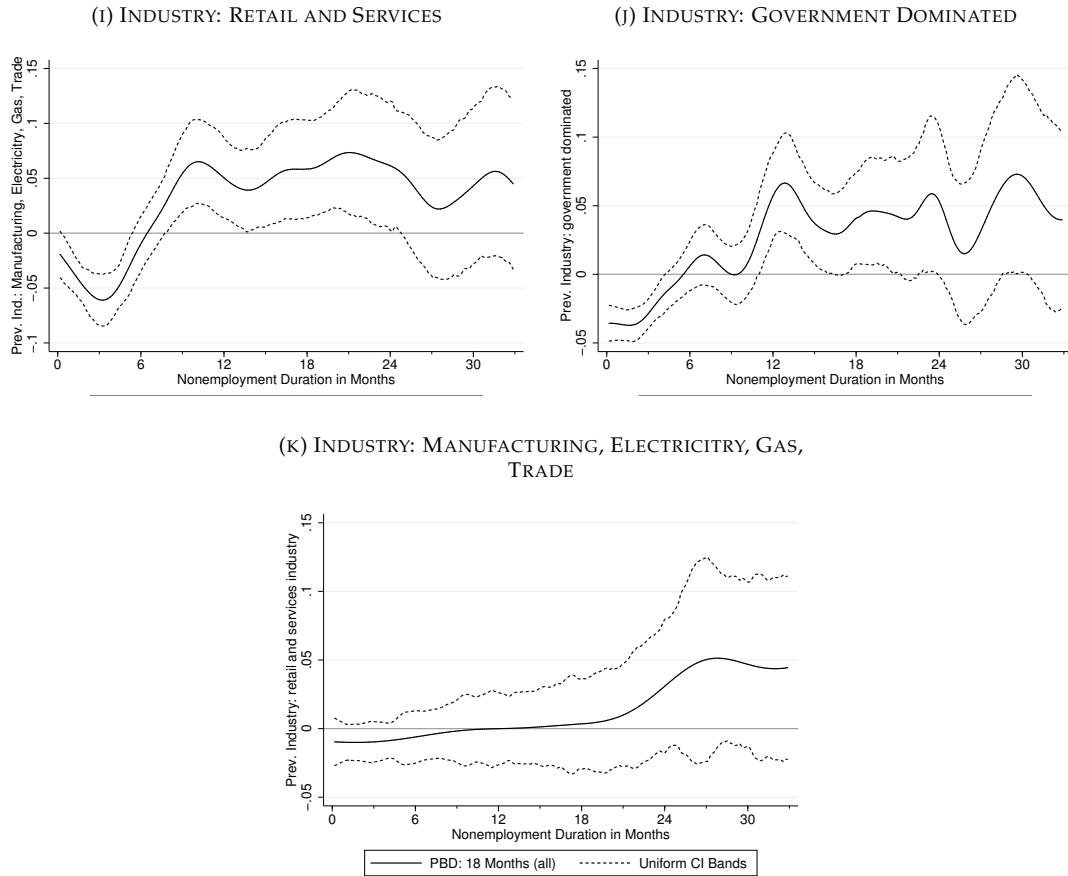 (I) INDUSTRY: RETAIL AND SERVICES
Prev. Ind.: Manufacturing, Electricitry, Gas, Trade
.15
.1
.05
0
-.05
-.1
0 6 12 18 24 30
Nonemployment Duration in Months
(J) INDUSTRY: GOVERNMENT DOMINATED
Prev. Industry: government dominated
.15
.1
.05
0
-.05
0 6 12 18 24 30
Nonemployment Duration in Months
(K) INDUSTRY: MANUFACTURING, ELECTRICITRY, GAS,
TRADE
Prev. Industry: retail and services industry
.15
.1
.05
0
-.05
0 6 12 18 24 30
Nonemployment Duration in Months
PBD: 18 Months (all) Uniform CI Bands